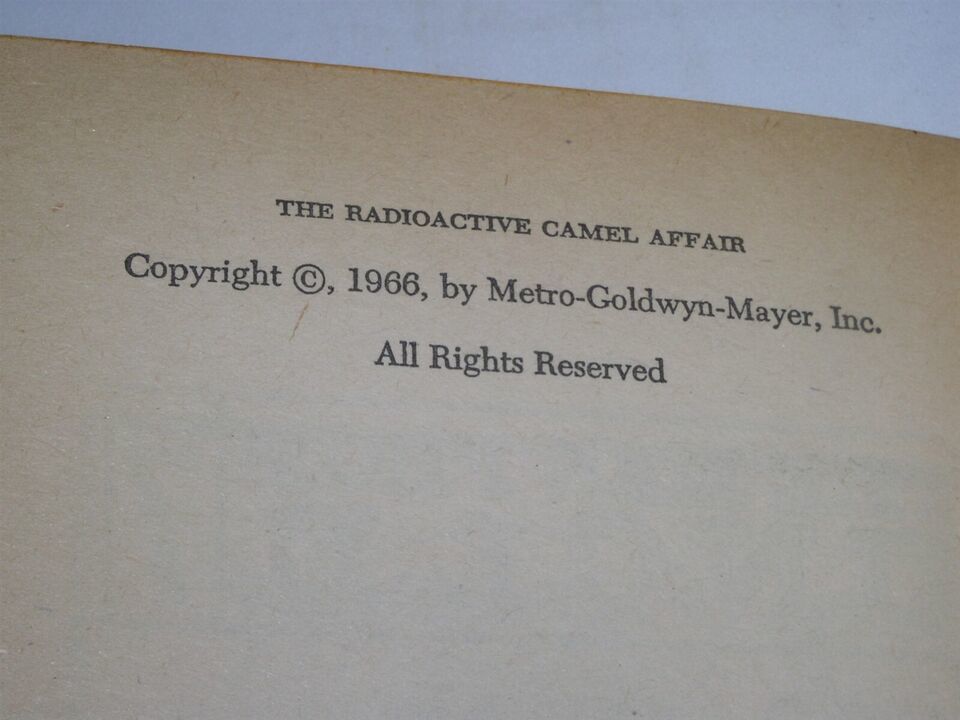 THE RADIOACTIVE CAMEL AFFAIR
Copyright ©, 1966, by Metro-Goldwyn-Mayer, Inc.
All Rights Reserved